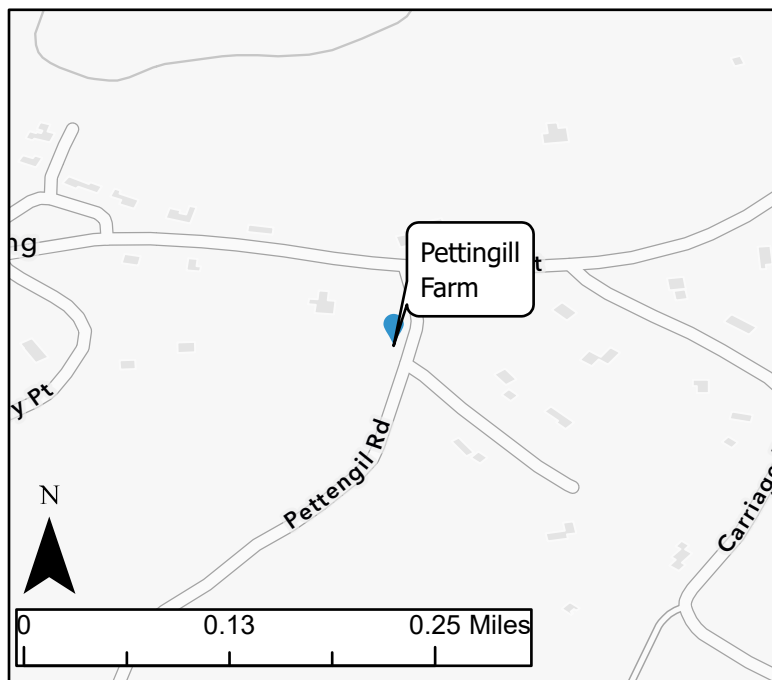 ng
Pettingill
Farm
t
y Pt
Pettengil Rd
Carriage
N
0 0.13 0.25 Miles